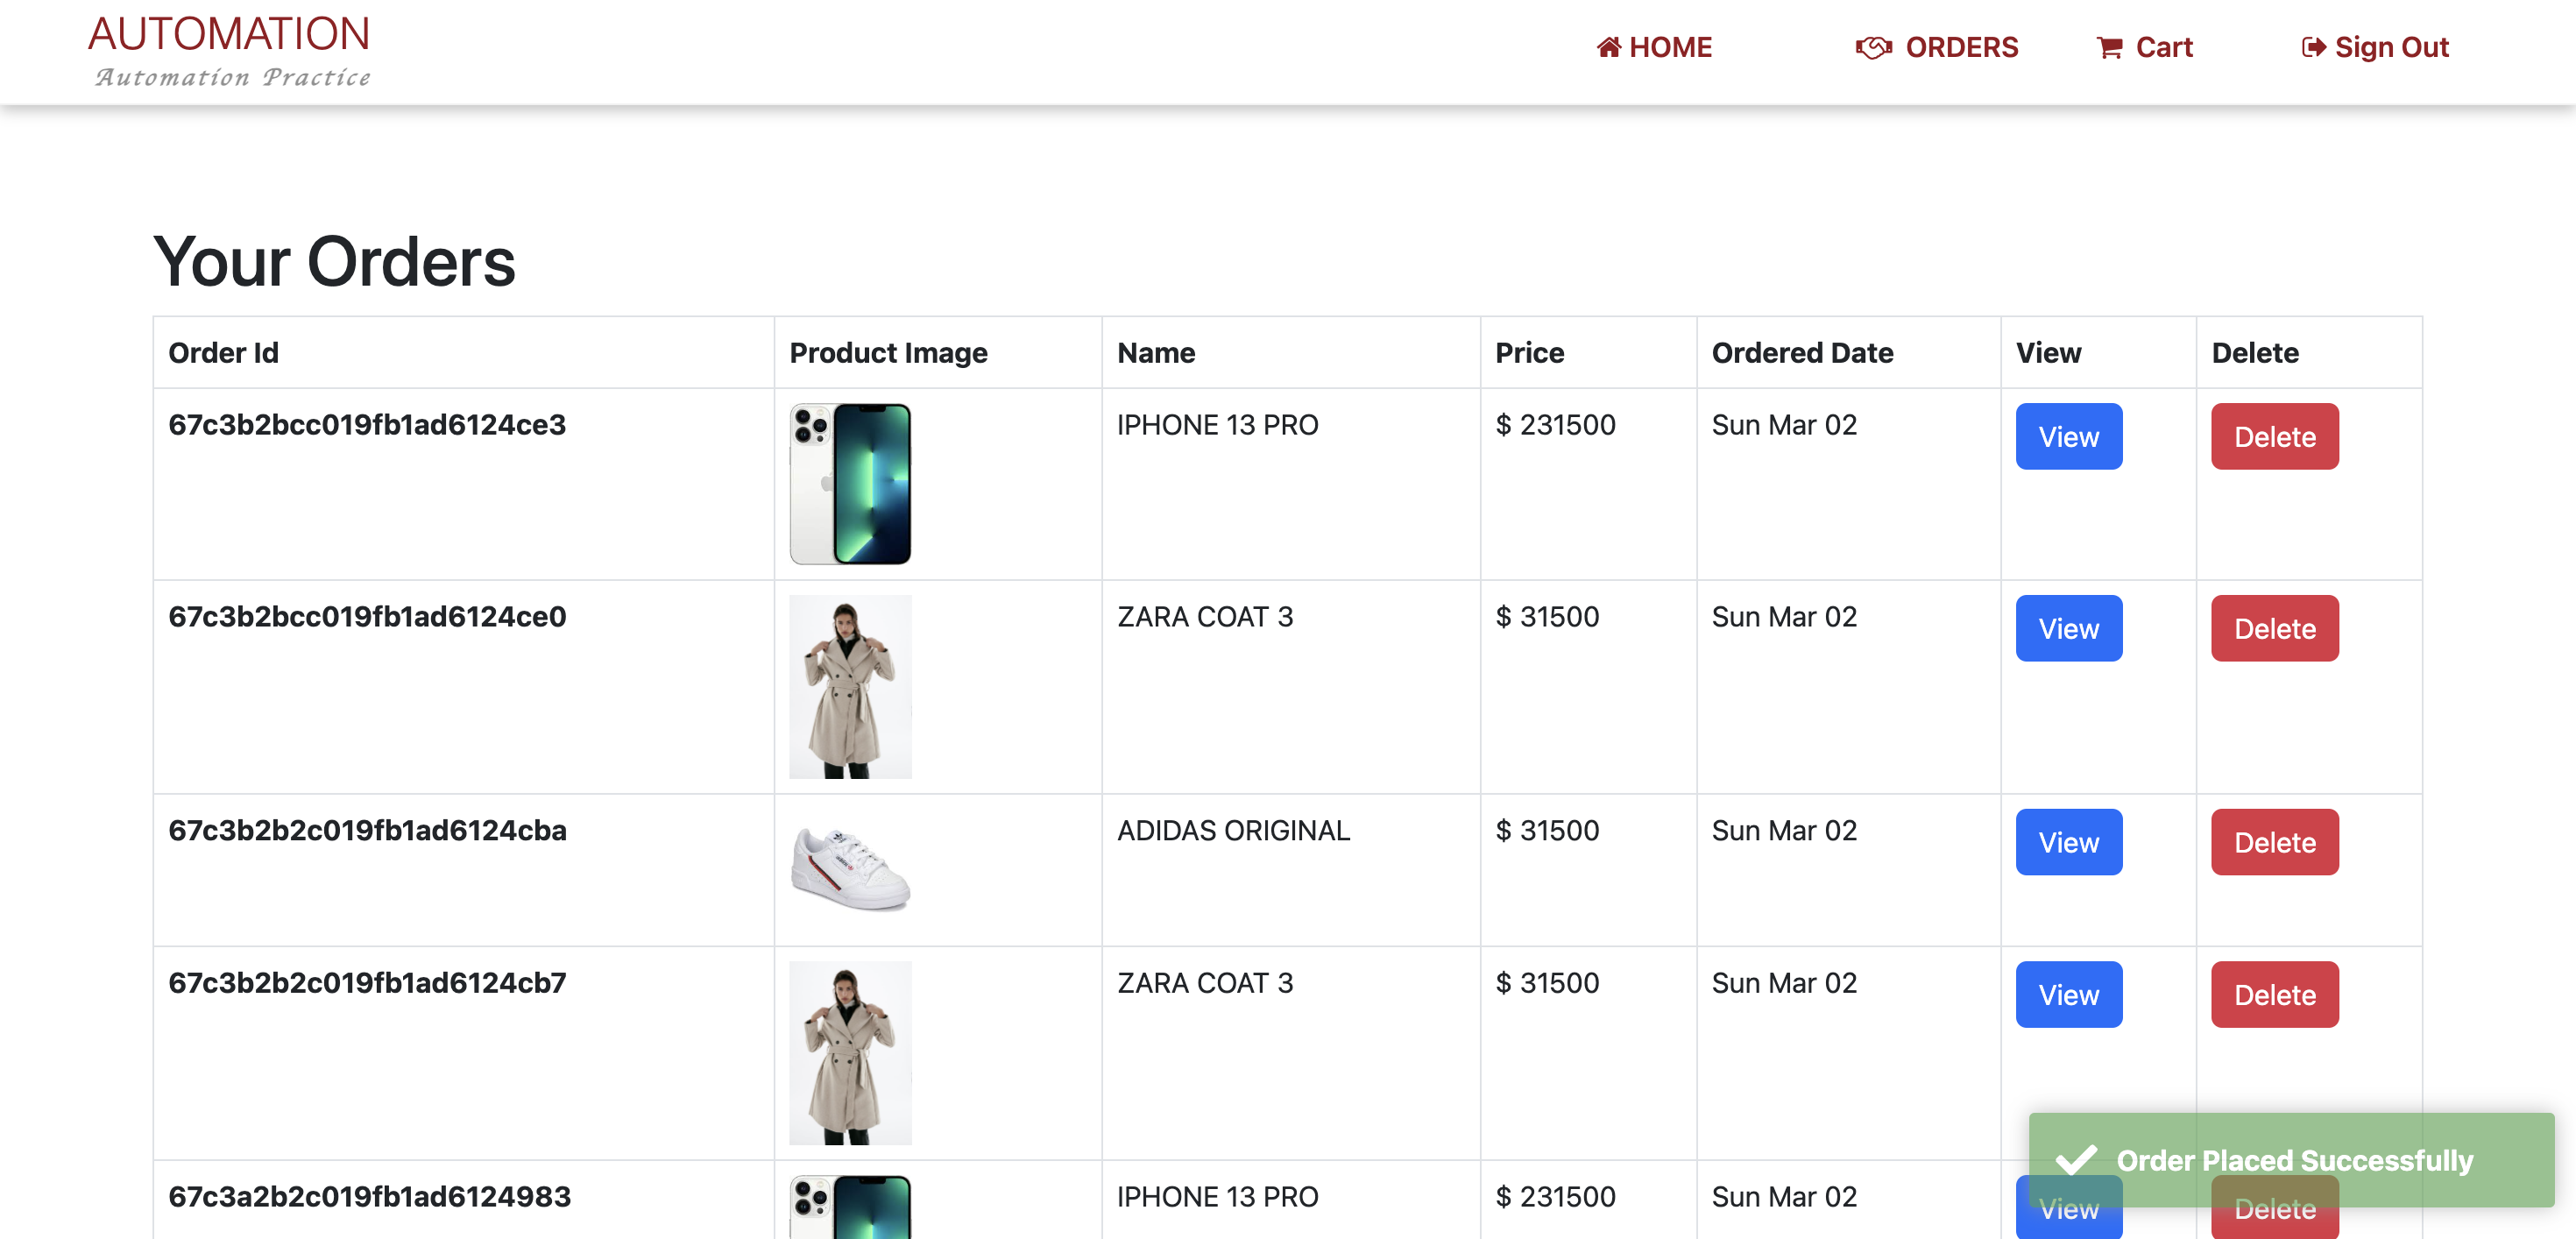 AUTOMATION
Automation Practice
HOME ORDERS Cart Sign Out
Your Orders
Order Id Product Image Name Price Ordered Date View Delete
67c3b2bcc019fb1ad6124ce3 IPHONE 13 PRO $ 231500 Sun Mar 02 View Delete
67c3b2bcc019fb1ad6124ce0 ZARA COAT 3 $ 31500 Sun Mar 02 View Delete
67c3b2b2c019fb1ad6124cba ADIDAS ORIGINAL $ 31500 Sun Mar 02 View Delete
67c3b2b2c019fb1ad6124cb7 ZARA COAT 3 $ 31500 Sun Mar 02 View Delete
Order Placed Successfully
67c3a2b2c019fb1ad6124983 IPHONE 13 PRO $ 231500 Sun Mar 02 View Delete